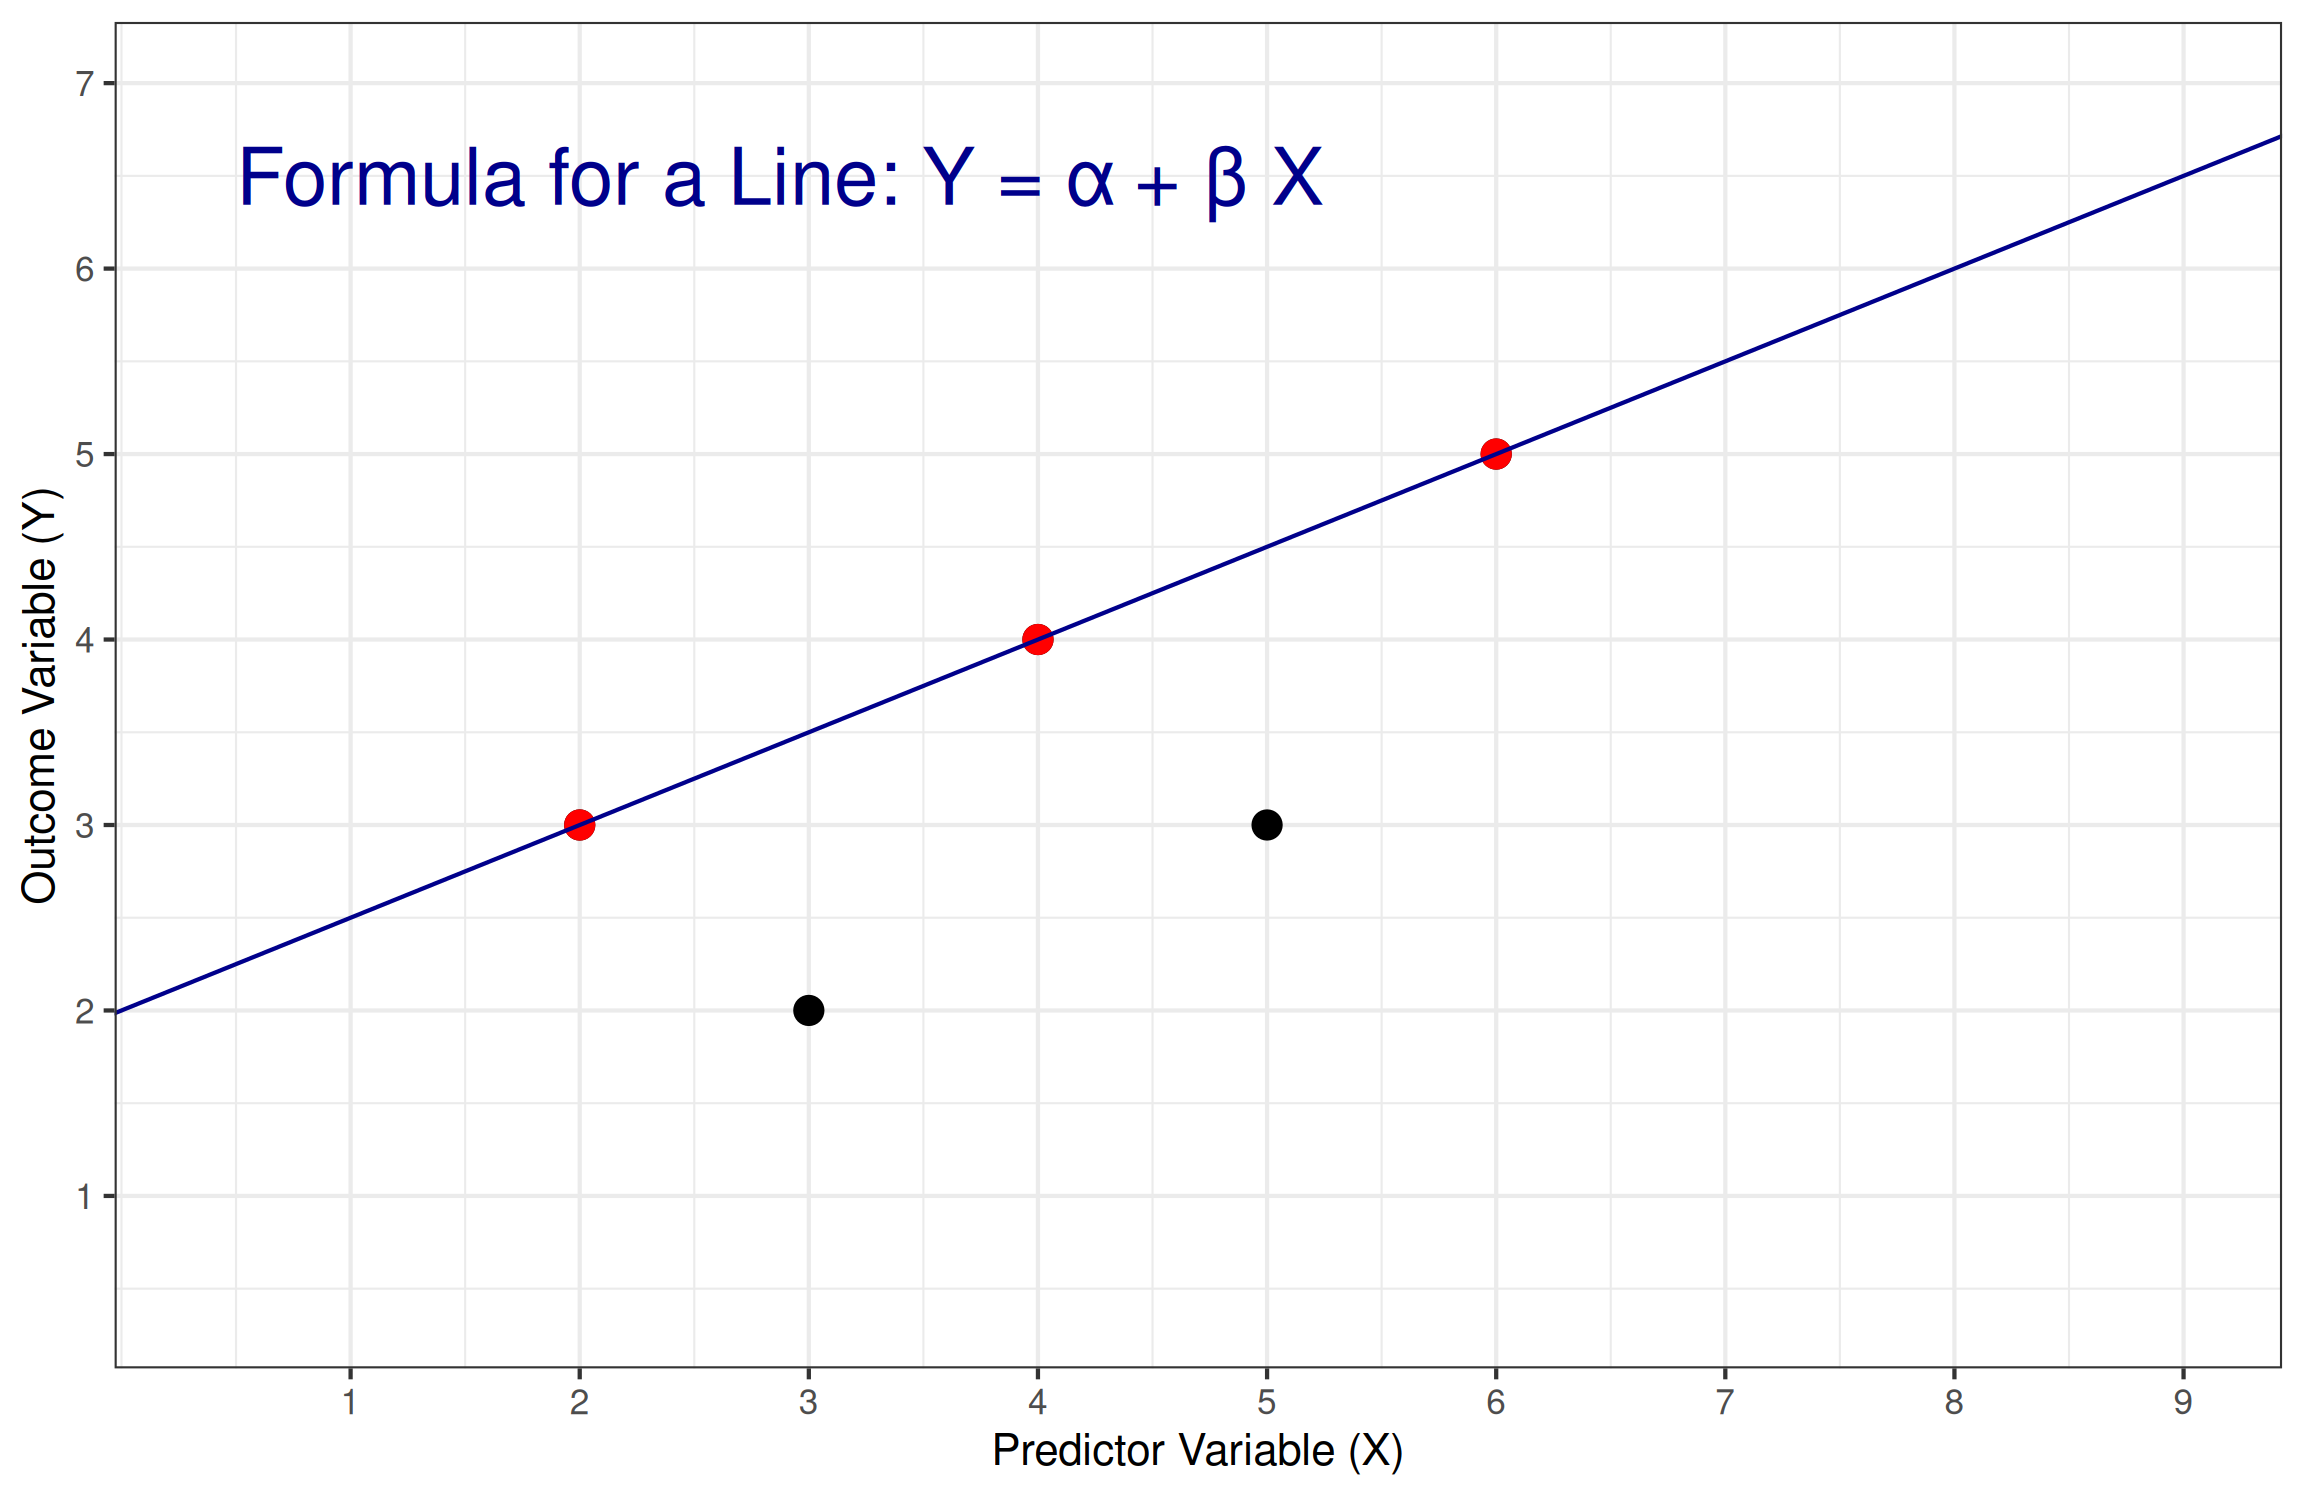 Formula for a Line: Y = α + β X
7
6
5
4
3
2
1
Outcome Variable (Y)
1 2 3 4 5 6 7 8 9
Predictor Variable (X)